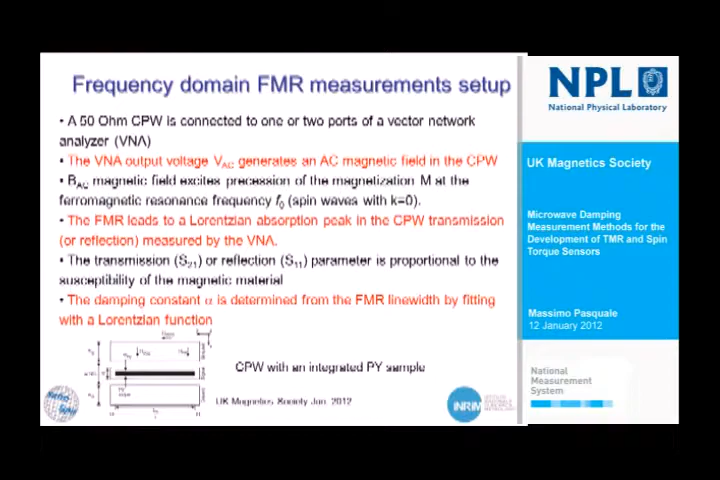 Frequency domain FMR measurements setup
• A 50 Ohm CPW is connected to one or two ports of a vector network
analyzer (VNA)
• The VNA output voltage VAC generates an AC magnetic field in the CPW
• BAC magnetic field excites precession of the magnetization M at the
ferromagnetic resonance frequency f0 (spin waves with k=0).
• The FMR leads to a Lorentzian absorption peak in the CPW transmission
(or reflection) measured by the VNA.
• The transmission (S21) or reflection (S11) parameter is proportional to the
susceptibility of the magnetic material
• The damping constant α is determined from the FMR linewidth by fitting
with a Lorentzian function
CPW with an integrated PY sample
UK Magnetics Society Jan 2012
INRIM
NPL
National Physical Laboratory
UK Magnetics Society
Microwave Damping
Measurement Methods for the
Development of TMR and Spin
Torque Sensors
Massimo Pasquale
12 January 2012
National
Measurement
System